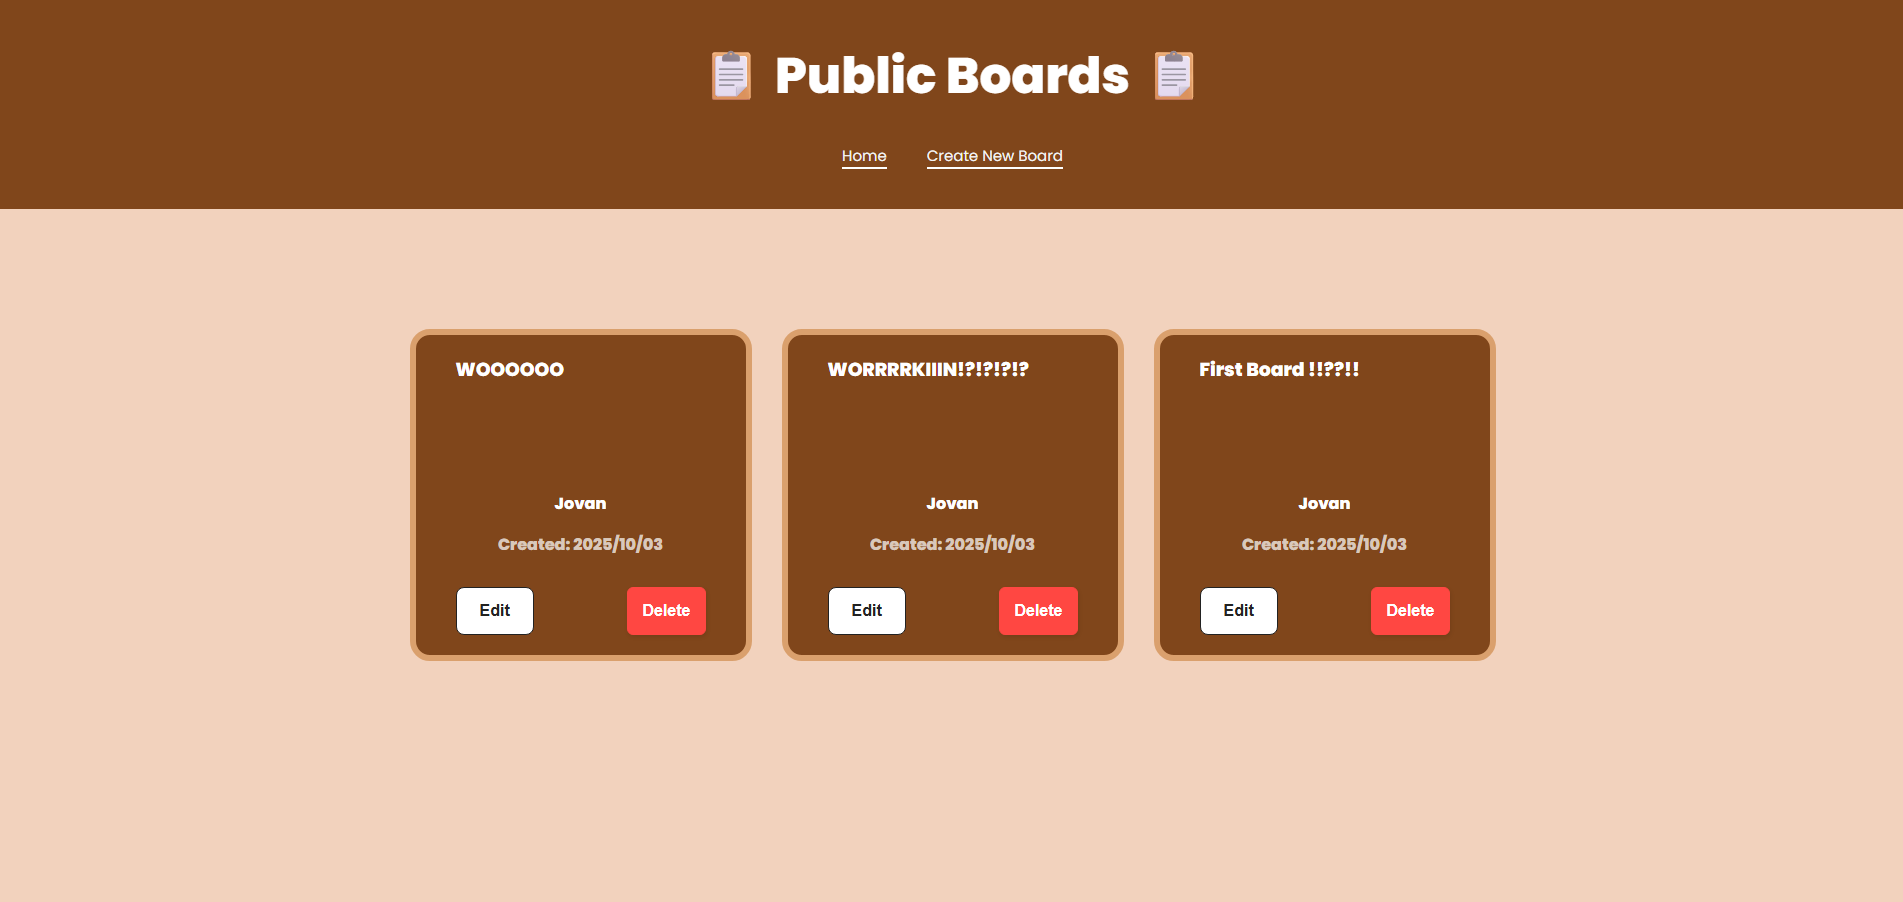 Public Boards
Home Create New Board
WOOOOOO
Jovan
Created: 2025/10/03
Edit Delete
WORRRRKIIIN!?!?!?!?
Jovan
Created: 2025/10/03
Edit Delete
First Board !!??!!
Jovan
Created: 2025/10/03
Edit Delete